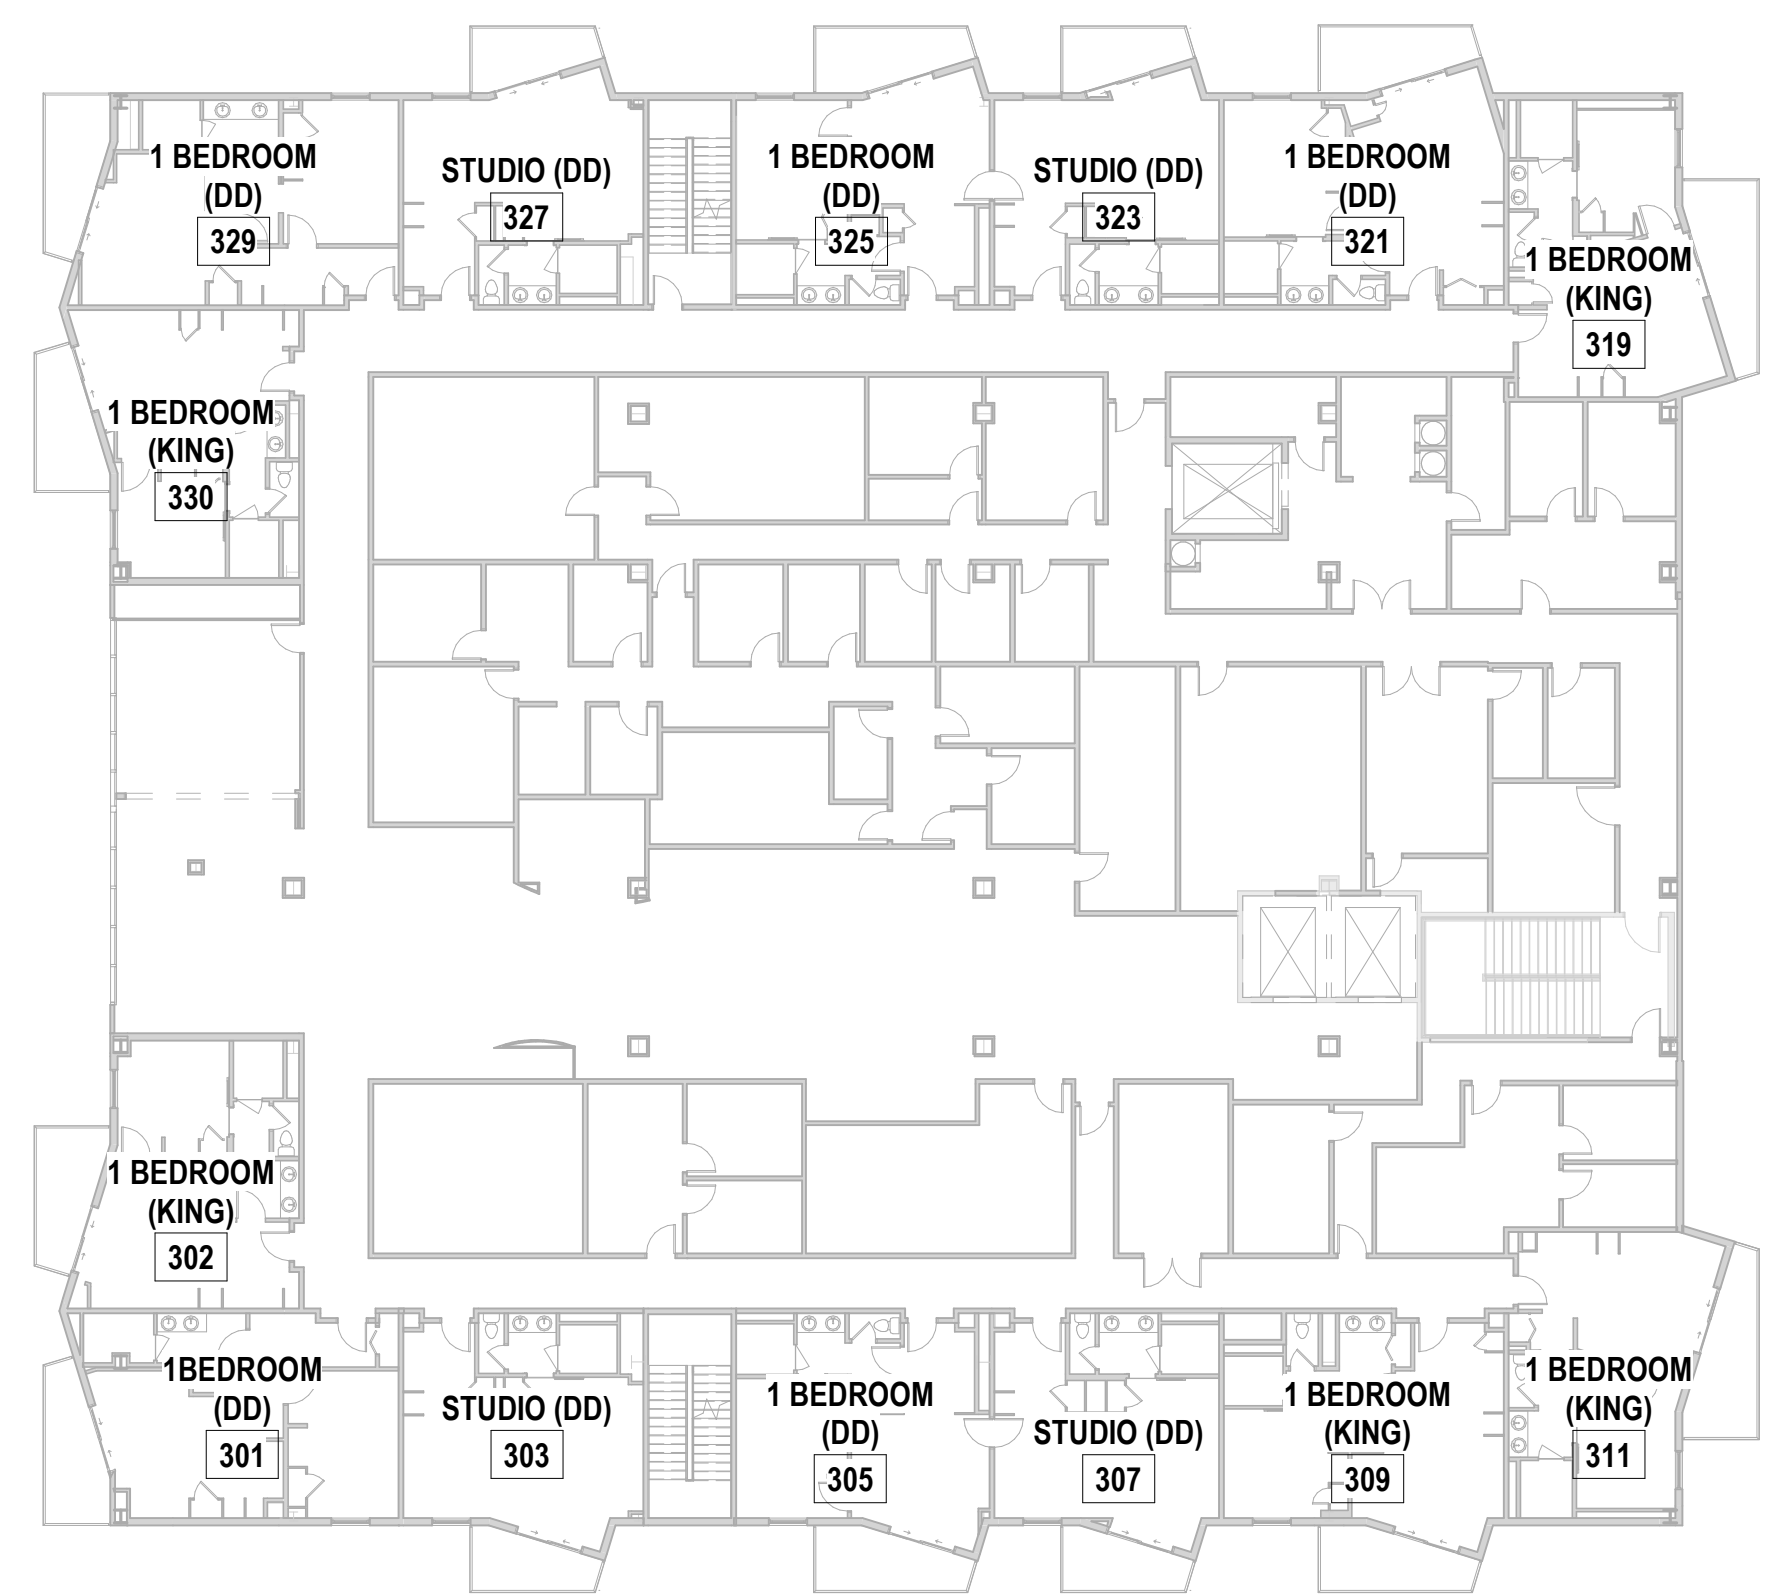 1 BEDROOM
(DD)
329
STUDIO (DD)
327
1 BEDROOM
(DD)
325
STUDIO (DD)
323
1 BEDROOM
(DD)
321
1 BEDROOM
(KING)
319
1 BEDROOM
(KING)
330
1 BEDROOM
(KING)
302
1BEDROOM
(DD)
301
STUDIO (DD)
303
1 BEDROOM
(DD)
305
STUDIO (DD)
307
1 BEDROOM
(KING)
309
1 BEDROOM
(KING)
311